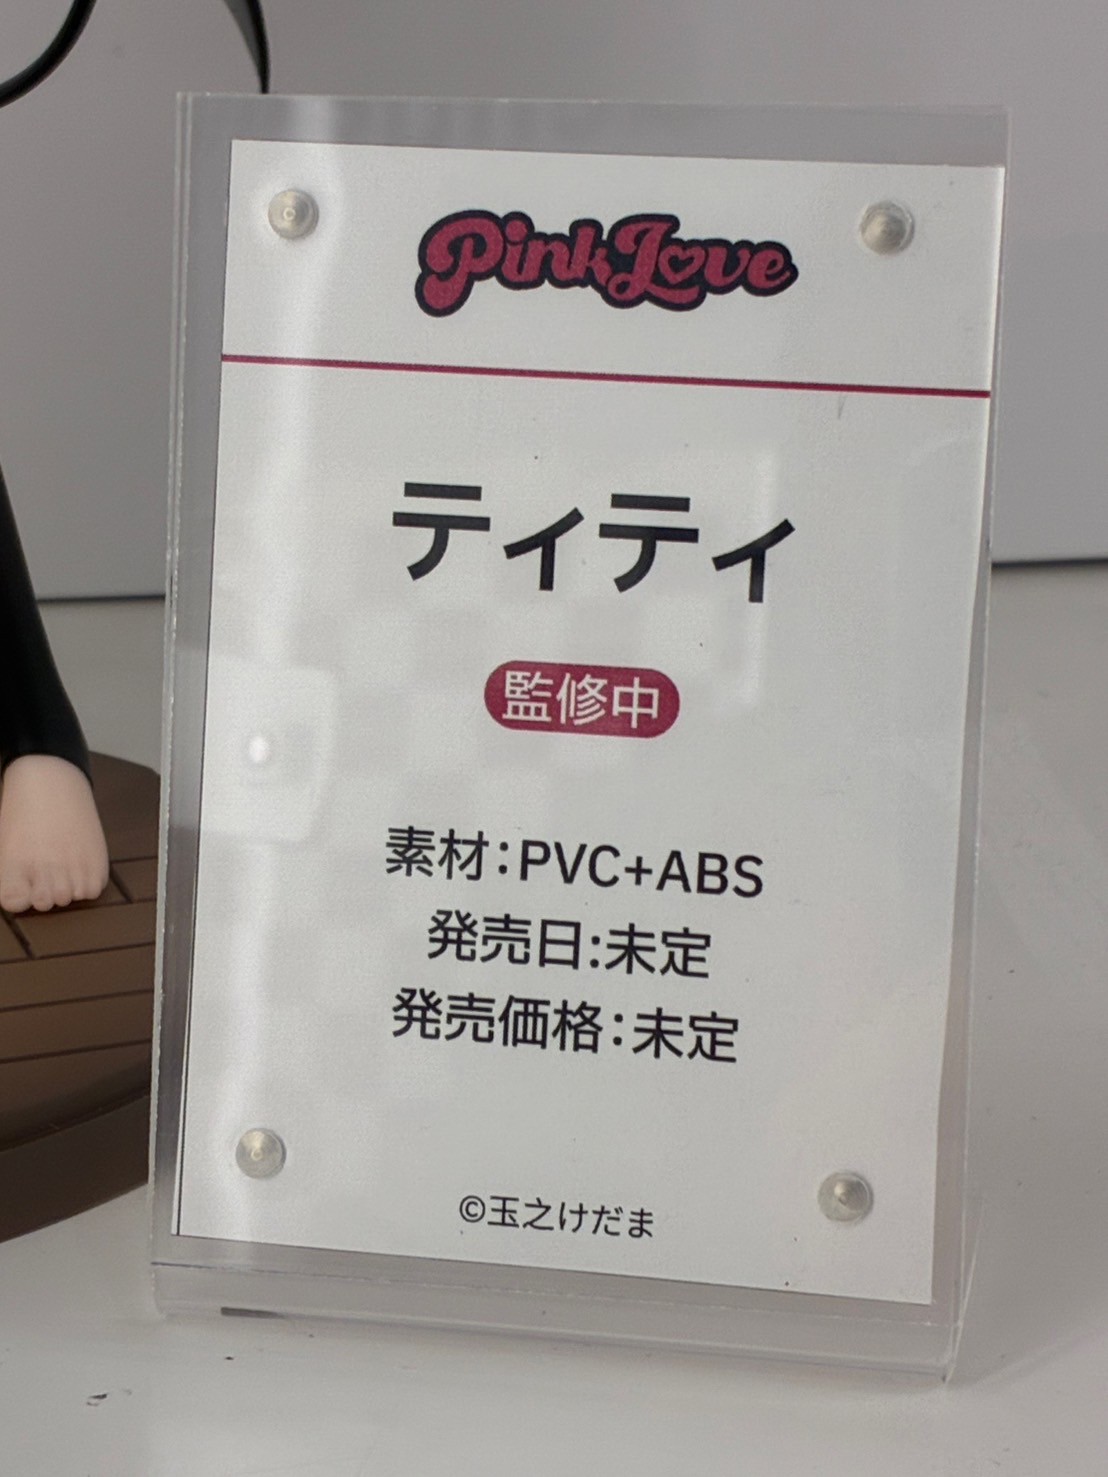 PinkLove
ティティ
監修中
素材:PVC+ABS
発売日:未定
発売価格:未定
©玉之けだま